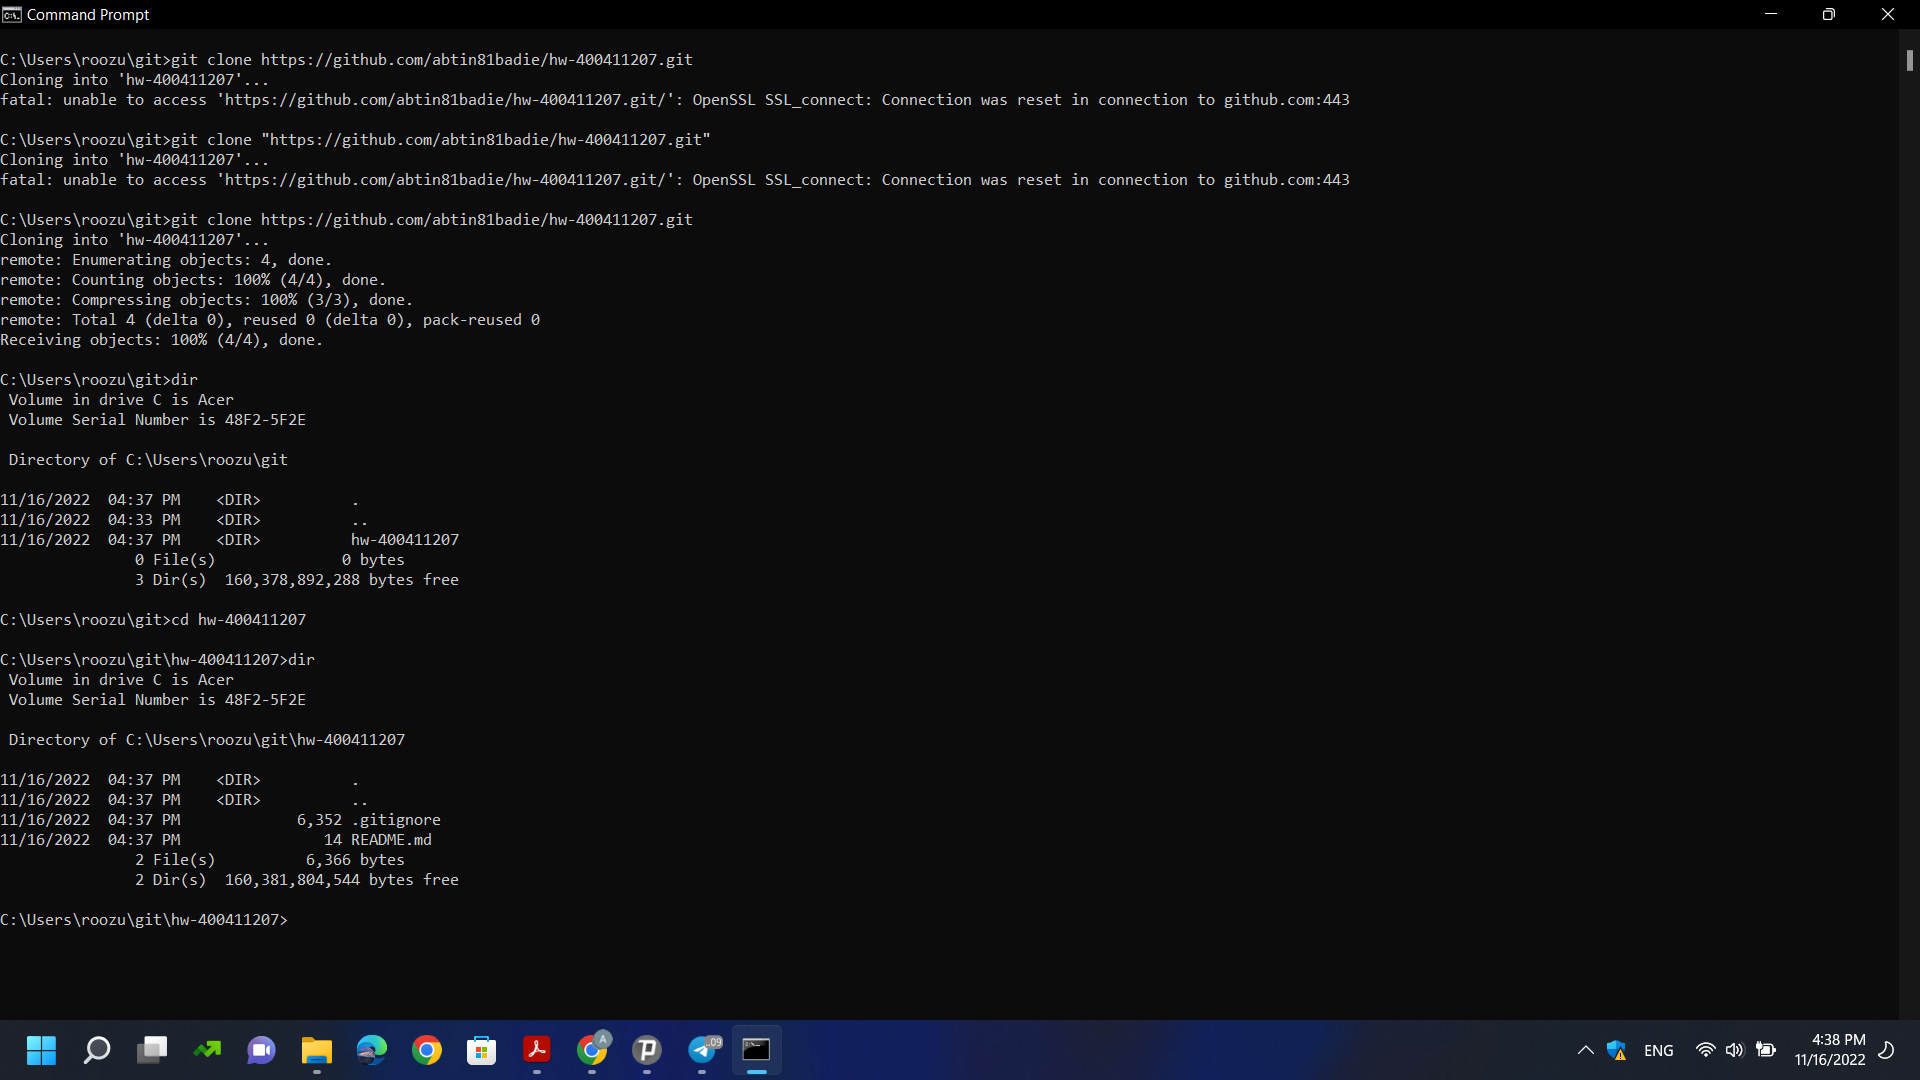 Command Prompt
C:\Users\roozu\git>git clone https://github.com/abtin81badie/hw-400411207.git
Cloning into 'hw-400411207'...
fatal: unable to access 'https://github.com/abtin81badie/hw-400411207.git/': OpenSSL SSL_connect: Connection was reset in connection to github.com:443
C:\Users\roozu\git>git clone "https://github.com/abtin81badie/hw-400411207.git"
Cloning into 'hw-400411207'...
fatal: unable to access 'https://github.com/abtin81badie/hw-400411207.git/': OpenSSL SSL_connect: Connection was reset in connection to github.com:443
C:\Users\roozu\git>git clone https://github.com/abtin81badie/hw-400411207.git
Cloning into 'hw-400411207'...
remote: Enumerating objects: 4, done.
remote: Counting objects: 100% (4/4), done.
remote: Compressing objects: 100% (3/3), done.
remote: Total 4 (delta 0), reused 0 (delta 0), pack-reused 0
Receiving objects: 100% (4/4), done.
C:\Users\roozu\git>dir
Volume in drive C is Acer
Volume Serial Number is 48F2-5F2E
Directory of C:\Users\roozu\git
11/16/2022  04:37 PM    <DIR>          .
11/16/2022  04:33 PM    <DIR>          ..
11/16/2022  04:37 PM    <DIR>          hw-400411207
0 File(s)              0 bytes
3 Dir(s)  160,378,892,288 bytes free
C:\Users\roozu\git>cd hw-400411207
C:\Users\roozu\git\hw-400411207>dir
Volume in drive C is Acer
Volume Serial Number is 48F2-5F2E
Directory of C:\Users\roozu\git\hw-400411207
11/16/2022  04:37 PM    <DIR>          .
11/16/2022  04:37 PM    <DIR>          ..
11/16/2022  04:37 PM             6,352 .gitignore
11/16/2022  04:37 PM                14 README.md
2 File(s)          6,366 bytes
2 Dir(s)  160,381,804,544 bytes free
C:\Users\roozu\git\hw-400411207>
A
..09
ENG
4:38 PM
11/16/2022